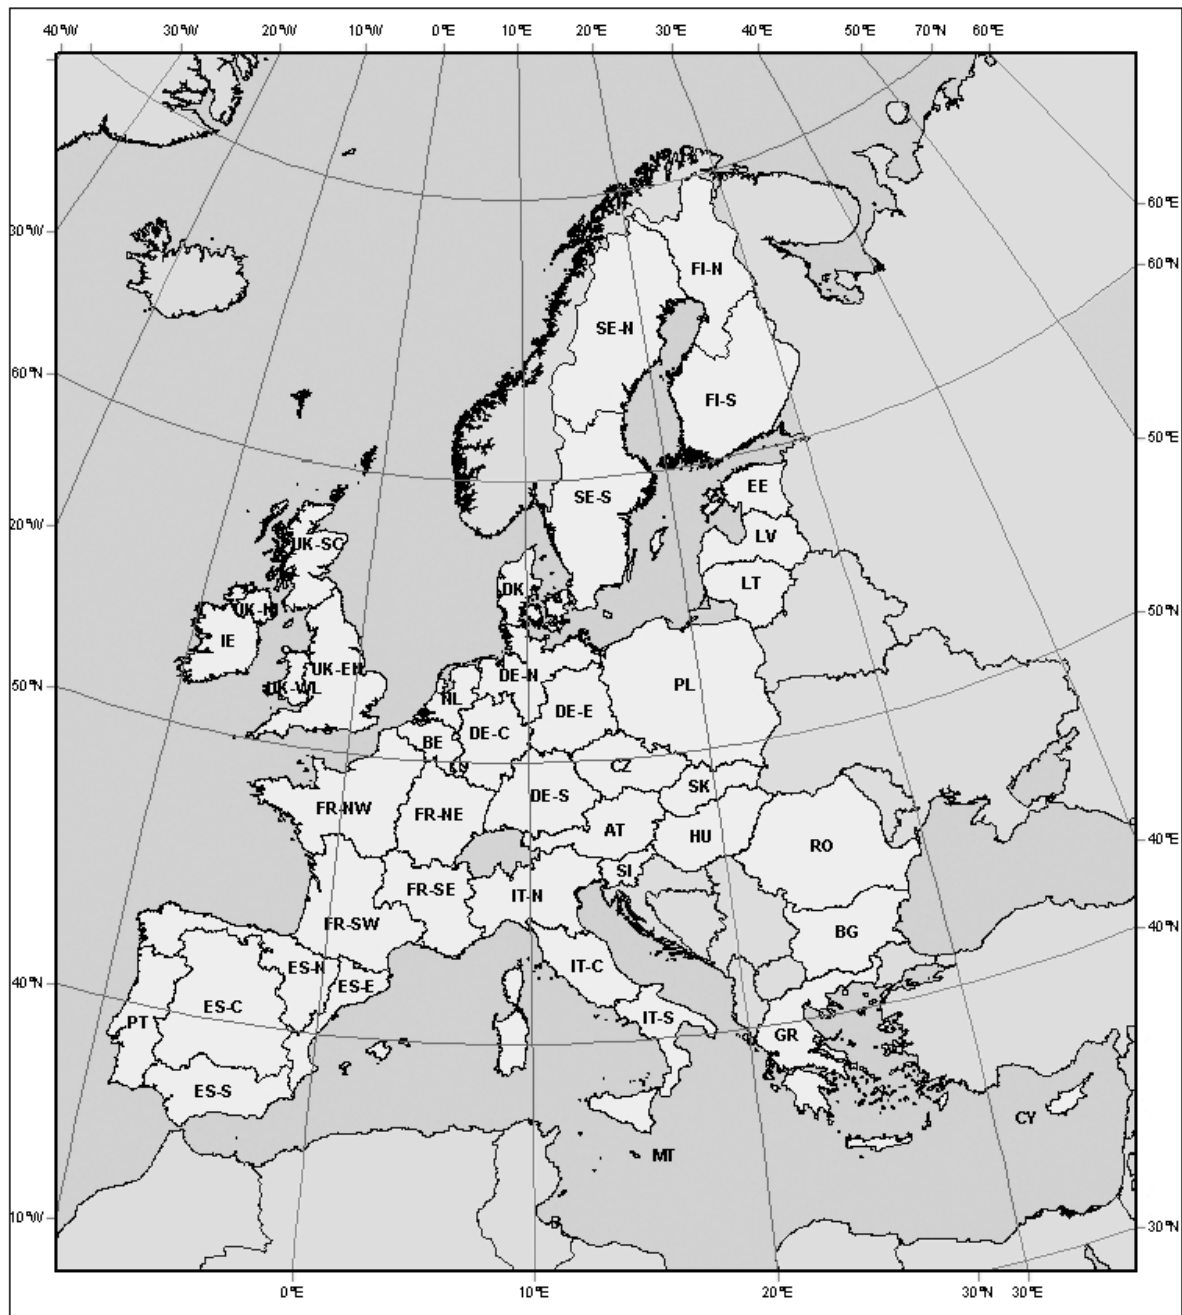 40°W 30°W 20°W 10°W 0°E 10°E 20°E 30°E 40°E 50°E 70°N 60°E
60°E
30°W
60°N
FI-N
SE-N
60°N
FI-S
50°E
EE
SE-S
20°W
LV
UK-SC
LT
DK
UK-NI
50°N
IE
UK-EN
DE-N
50°N
UK-WL
PL
NL
DE-E
DE-C
BE
LU
CZ
SK
DE-S
FR-NW
FR-NE
AT
HU
40°E
RO
SI
FR-SE
IT-N
FR-SW
40°N
BG
ES-N
IT-C
40°N
ES-E
ES-C
PT
IT-S
GR
ES-S
CY
MT
10°W
30°N
0°E 10°E 20°E 30°N 30°E